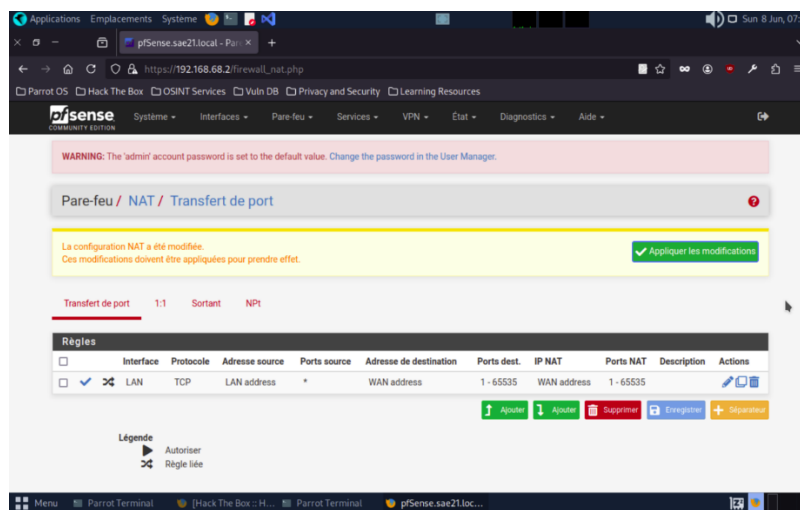 Applications Emplacements Système
Sun 8 Jun, 07:
pfSense.sae21.local - Par
https://192.168.68.2/firewall_nat.php
Parrot OS Hack The Box OSINT Services Vuln DB Privacy and Security Learning Resources
pfsense COMMUNITY EDITION
Système Interfaces Pare-feu Services VPN État Diagnostics Aide
WARNING: The 'admin' account password is set to the default value. Change the password in the User Manager.
Pare-feu / NAT / Transfert de port
La configuration NAT a été modifiée.
Ces modifications doivent être appliquées pour prendre effet.
Appliquer les modifications
Transfert de port 1:1 Sortant NPt
Règles
Interface Protocole Adresse source Ports source Adresse de destination Ports dest. IP NAT Ports NAT Description Actions
LAN TCP LAN address * WAN address 1 - 65535 WAN address 1 - 65535
Ajouter Ajouter Supprimer Enregistrer Séparateur
Légende
Autoriser
Règle liée
Menu Parrot Terminal [Hack The Box :: H... Parrot Terminal pfSense.sae21.loc...